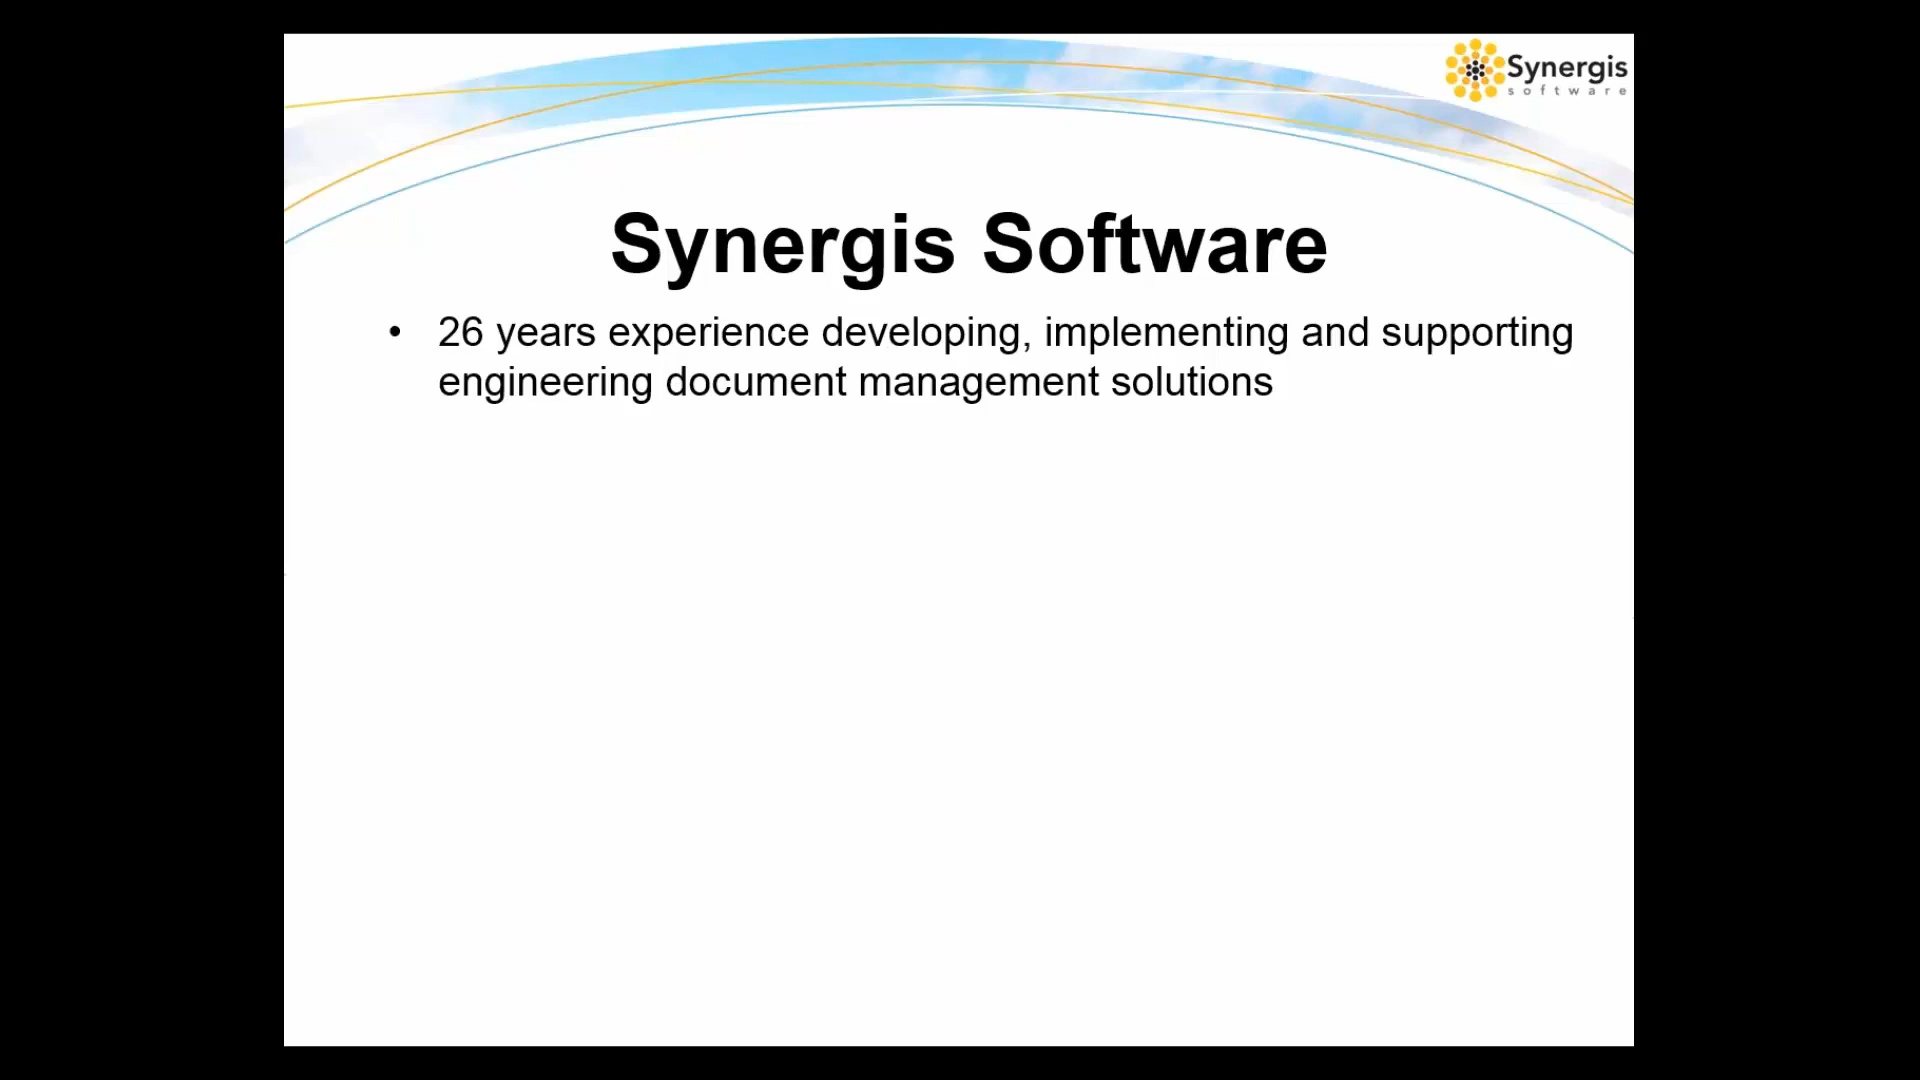 Synergis
software
Synergis Software
• 26 years experience developing, implementing and supporting
engineering document management solutions